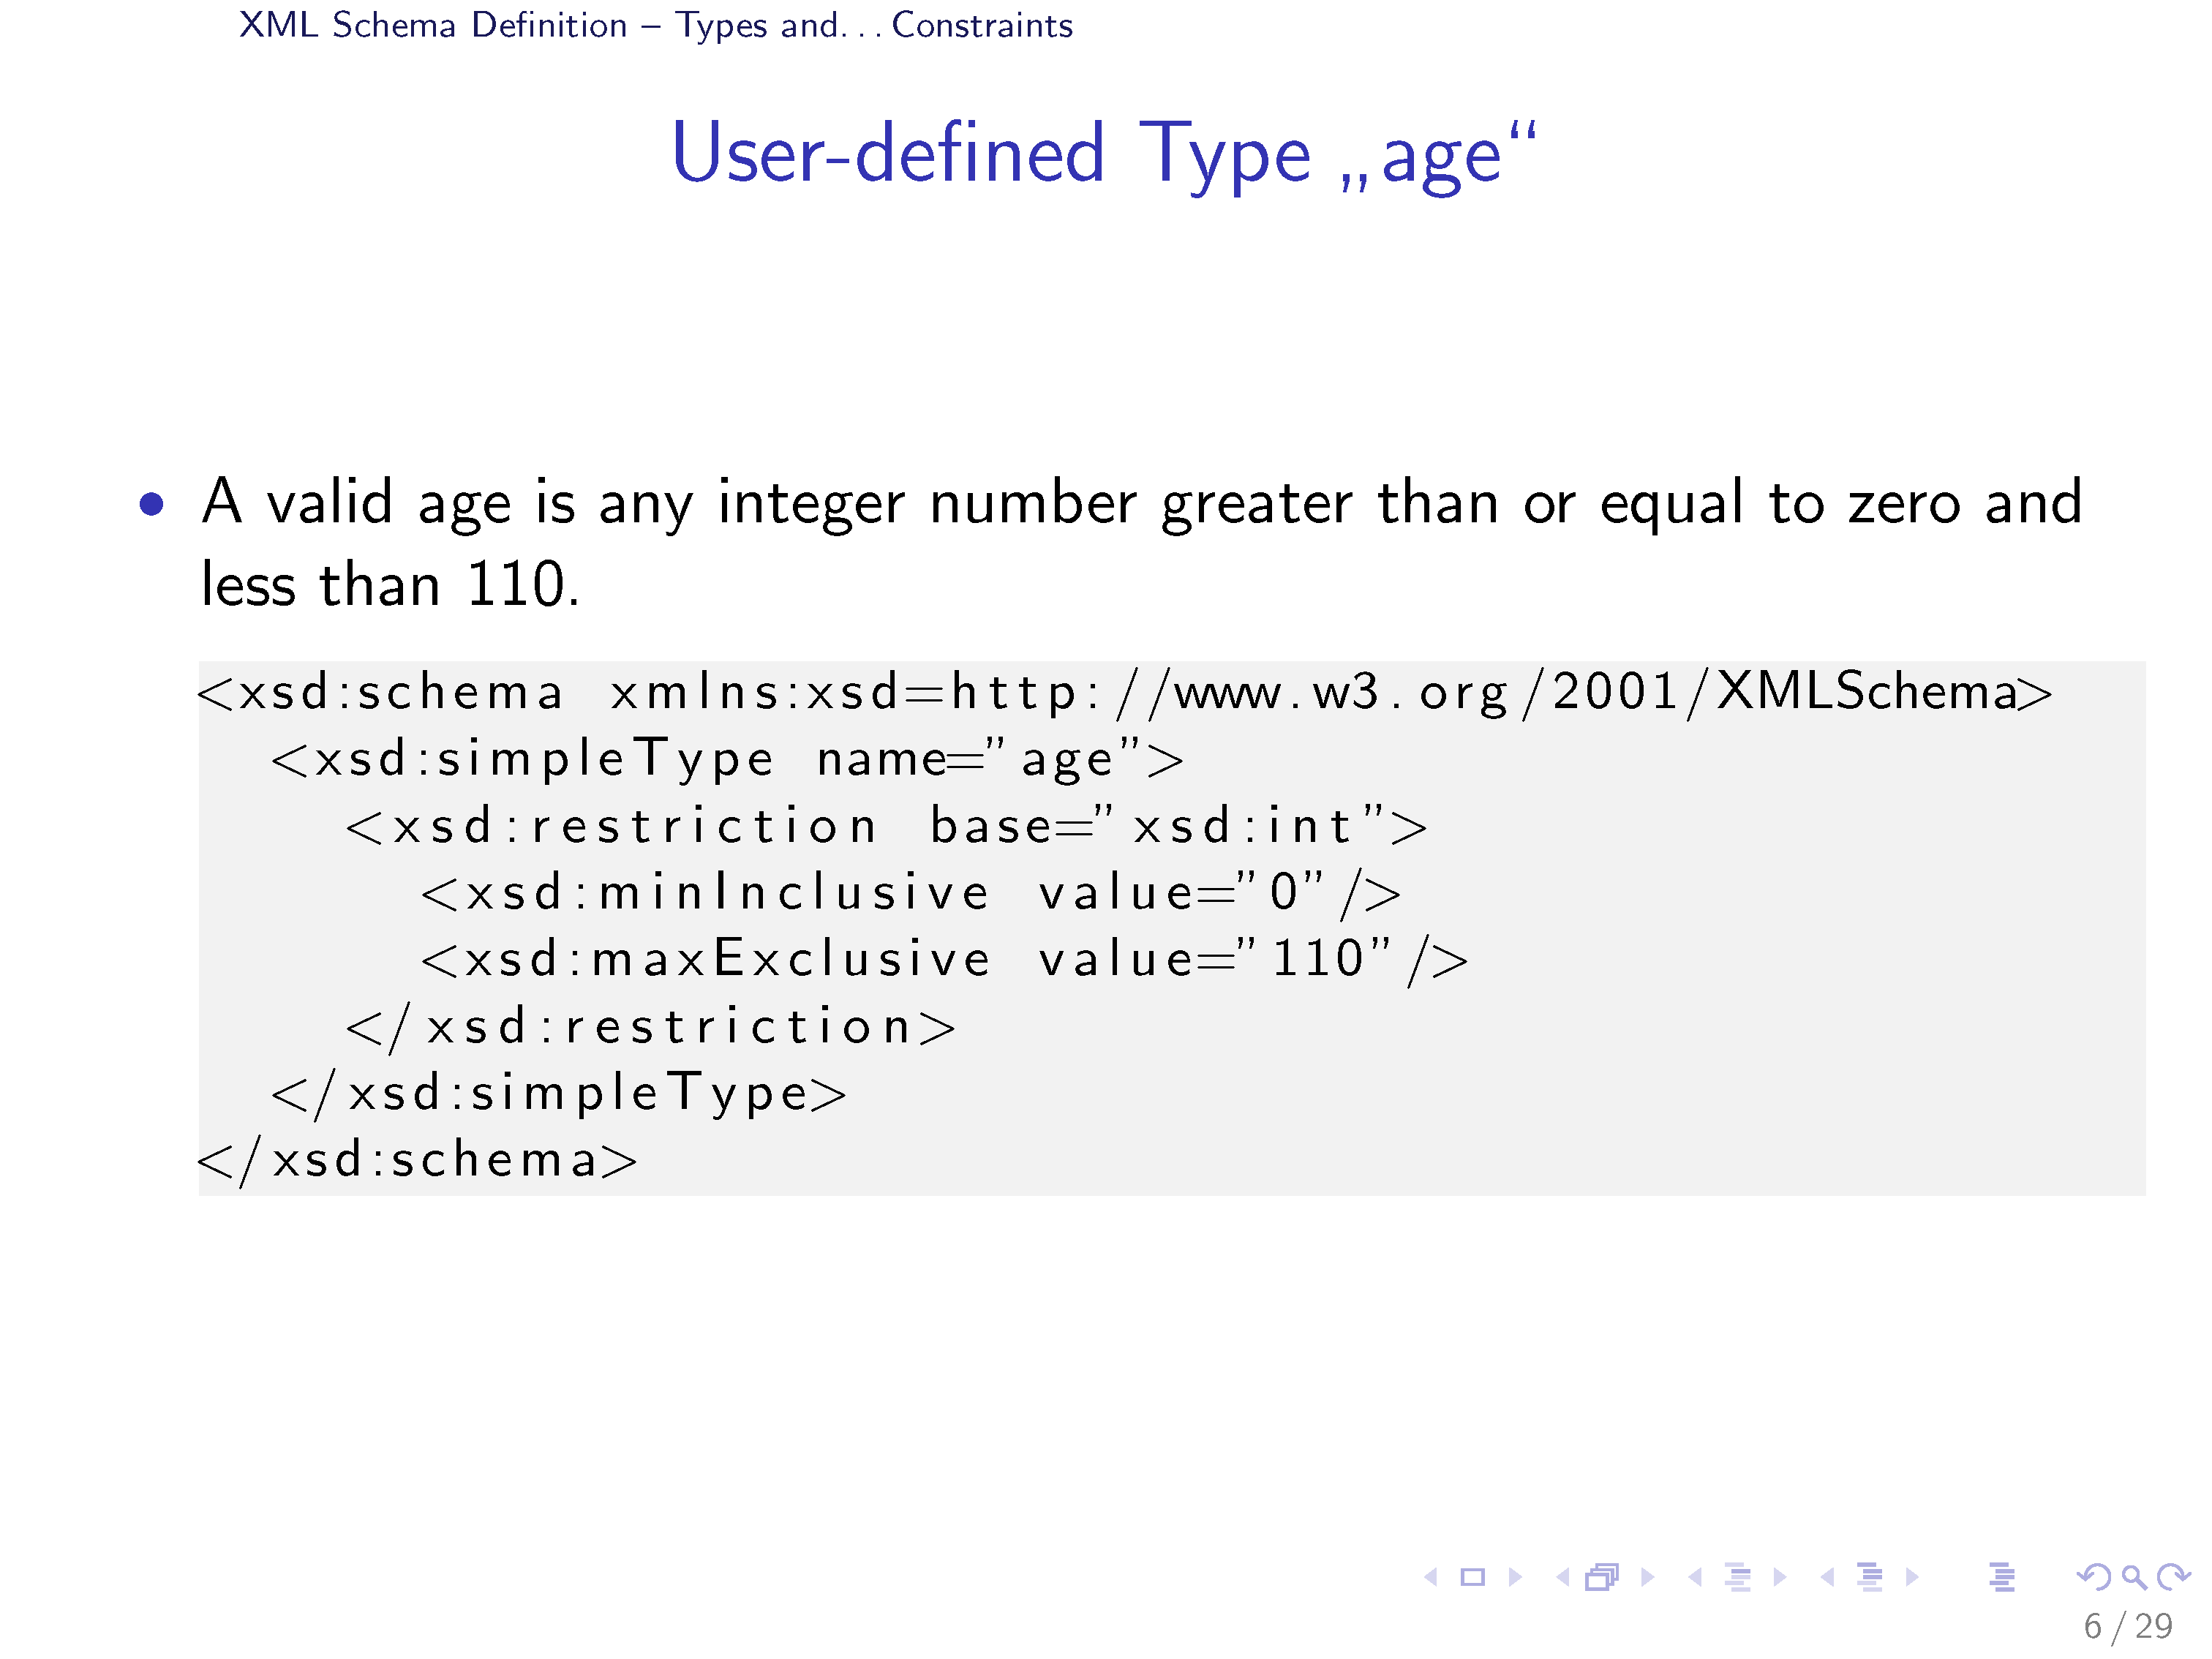 XML Schema Definition – Types and. . . Constraints
User-defined Type „age“
• A valid age is any integer number greater than or equal to zero and
less than 110.
<xsd:schema xmlns:xsd=http://www.w3.org/2001/XMLSchema>
<xsd:simpleType name=”age”>
<xsd:restriction base=”xsd:int”>
<xsd:minInclusive value=”0”/>
<xsd:maxExclusive value=”110”/>
</xsd:restriction>
</xsd:simpleType>
</xsd:schema>
6 / 29